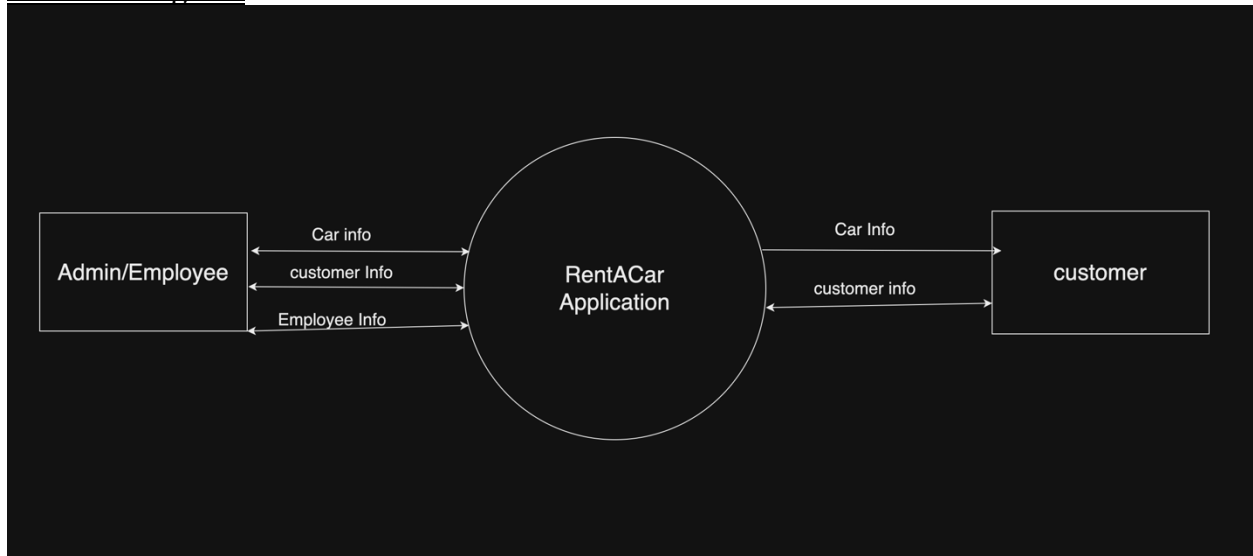 Car info
customer Info
Employee Info
Admin/Employee
RentACar
Application
Car Info
customer info
customer